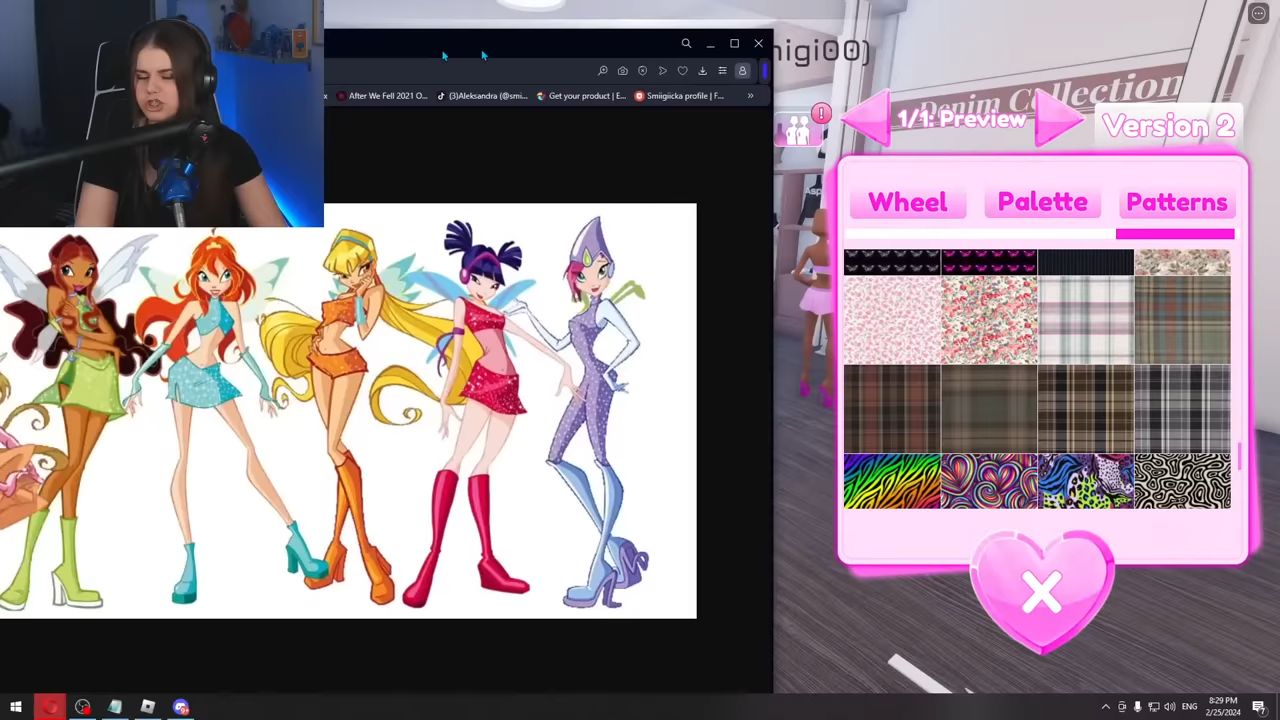 After We Fell 2021 O...
(3)Aleksandra (@smi...
Get your product | E...
Smiigiicka profile | F...
»
nigi00)
Denim Collection
1/1: Preview
Version 2
Wheel
Palette
Patterns
X
ENG
8:29 PM
2/25/2024